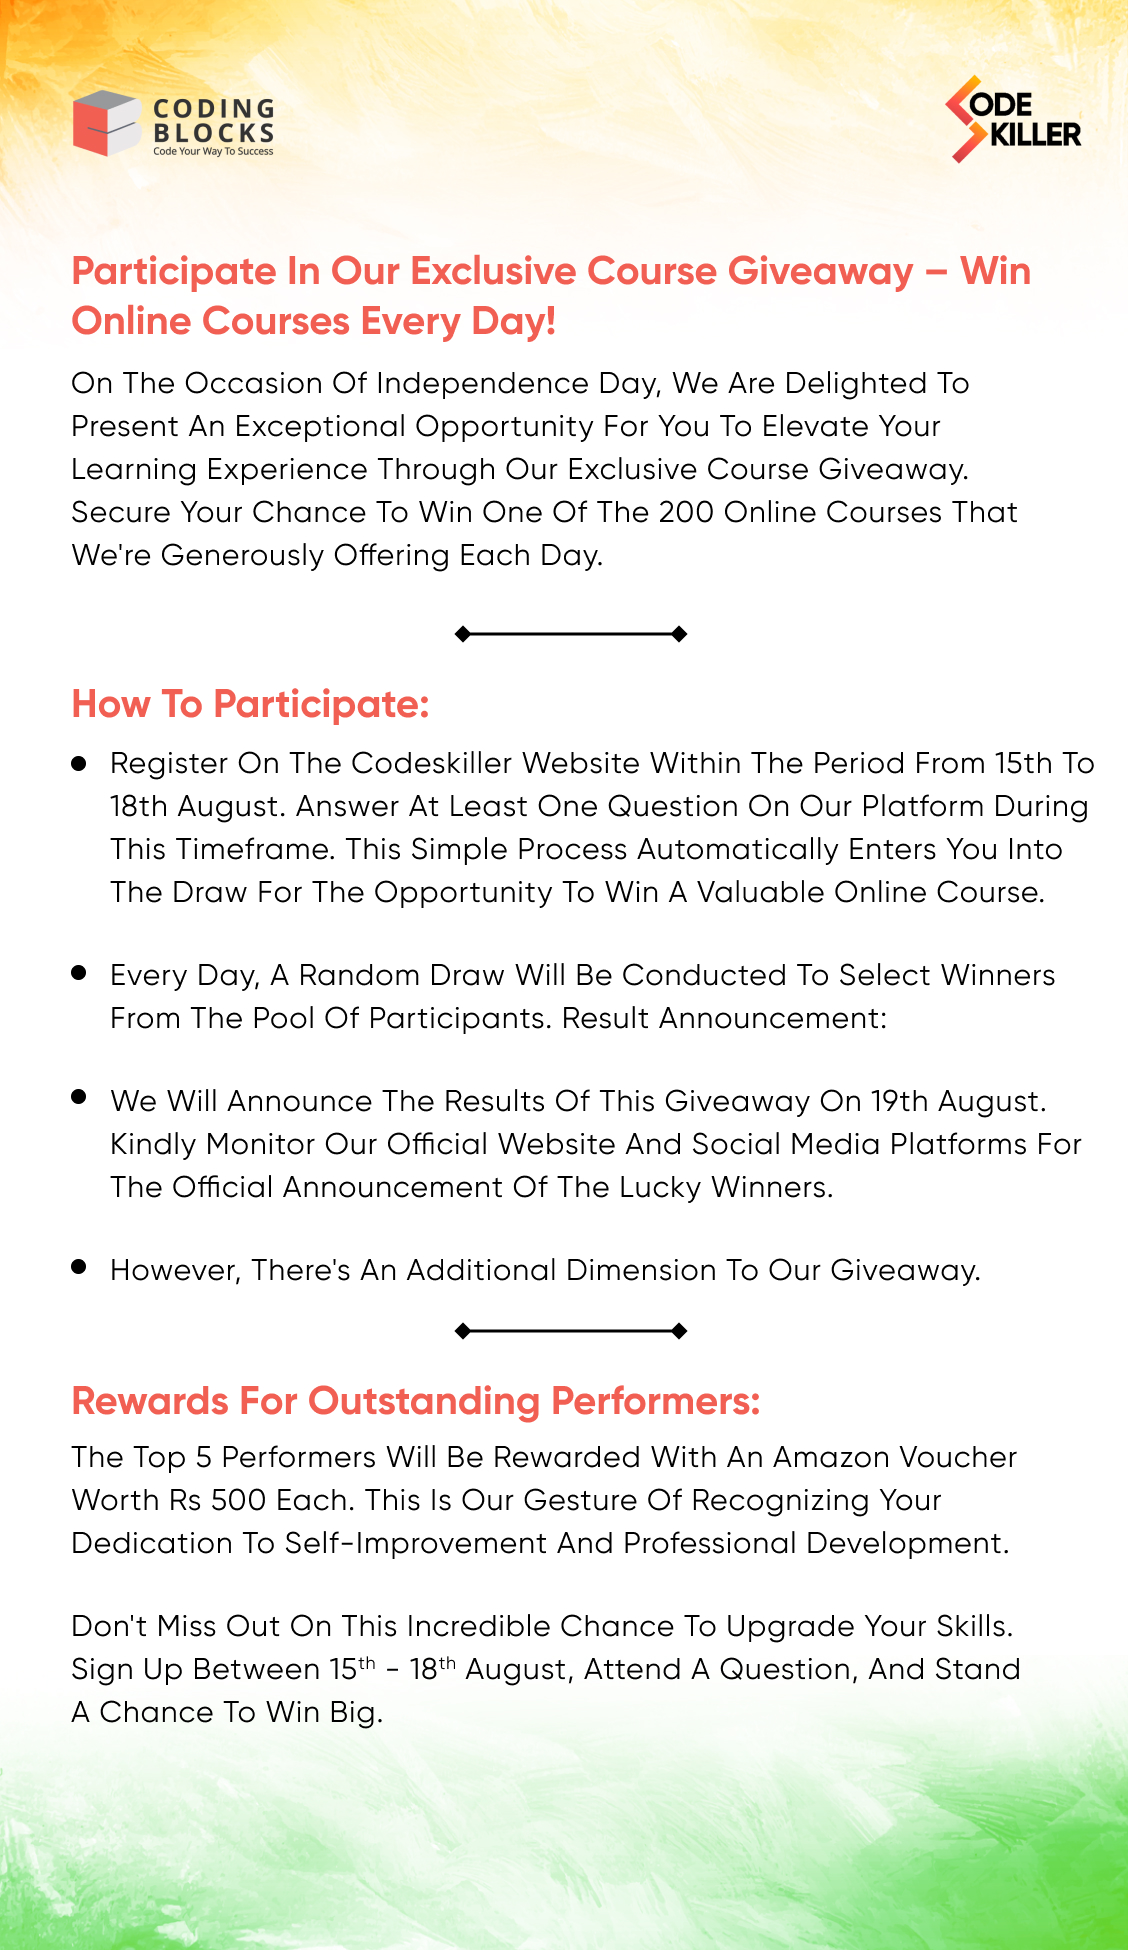 CODING
BLOCKS
Code Your Way To Success
CODE
SKILLER
Participate In Our Exclusive Course Giveaway – Win
Online Courses Every Day!
On The Occasion Of Independence Day, We Are Delighted To
Present An Exceptional Opportunity For You To Elevate Your
Learning Experience Through Our Exclusive Course Giveaway.
Secure Your Chance To Win One Of The 200 Online Courses That
We're Generously Offering Each Day.
How To Participate:
● Register On The Codeskiller Website Within The Period From 15th To
18th August. Answer At Least One Question On Our Platform During
This Timeframe. This Simple Process Automatically Enters You Into
The Draw For The Opportunity To Win A Valuable Online Course.
● Every Day, A Random Draw Will Be Conducted To Select Winners
From The Pool Of Participants. Result Announcement:
● We Will Announce The Results Of This Giveaway On 19th August.
Kindly Monitor Our Official Website And Social Media Platforms For
The Official Announcement Of The Lucky Winners.
● However, There's An Additional Dimension To Our Giveaway.
Rewards For Outstanding Performers:
The Top 5 Performers Will Be Rewarded With An Amazon Voucher
Worth Rs 500 Each. This Is Our Gesture Of Recognizing Your
Dedication To Self-Improvement And Professional Development.
Don't Miss Out On This Incredible Chance To Upgrade Your Skills.
Sign Up Between 15th - 18th August, Attend A Question, And Stand
A Chance To Win Big.